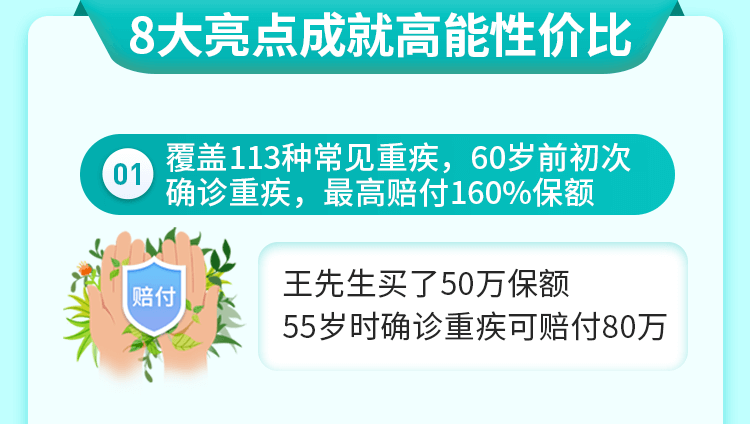 8大亮点成就高能性价比
01
覆盖113种常见重疾，60岁前初次
确诊重疾，最高赔付160%保额
赔付
王先生买了50万保额
55岁时确诊重疾可赔付80万